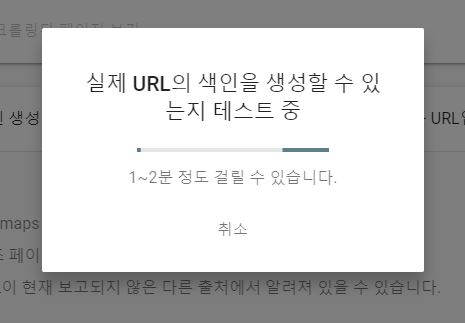 크롤링된 페이지 보기
실제 URL의 색인을 생성할 수 있
는지 테스트 중
인 생성
URL
1~2분 정도 걸릴 수 있습니다.
maps
취소
조 페이
이 현재 보고되지 않은 다른 출처에서 알려져 있을 수 있습니다.